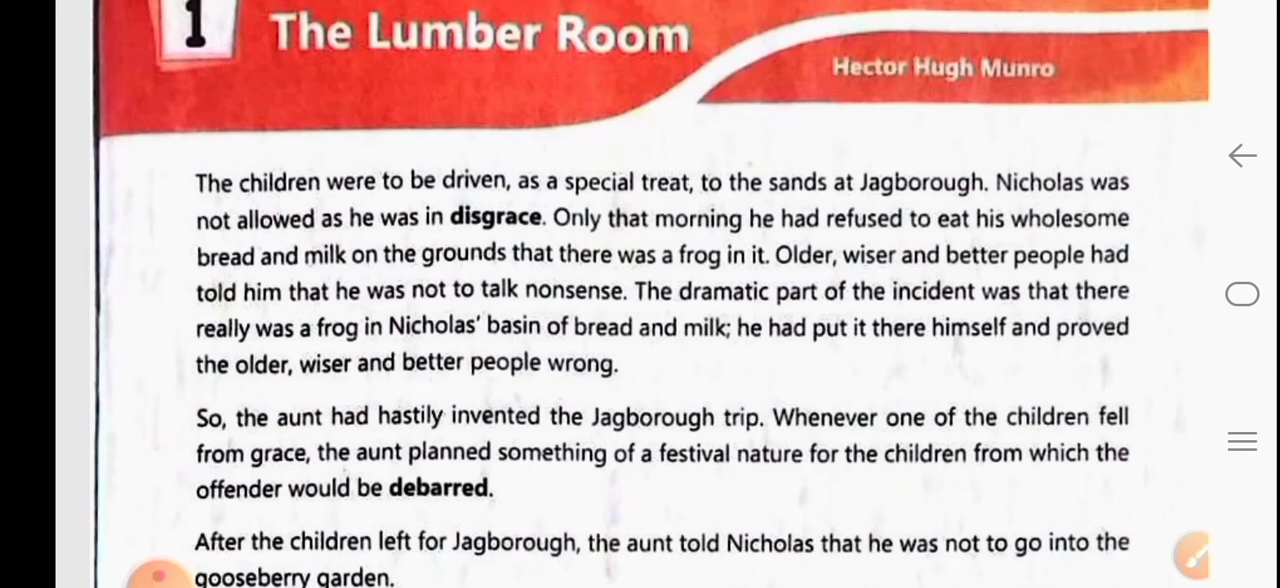 1 The Lumber Room
Hector Hugh Munro
The children were to be driven, as a special treat, to the sands at Jagborough. Nicholas was
not allowed as he was in disgrace. Only that morning he had refused to eat his wholesome
bread and milk on the grounds that there was a frog in it. Older, wiser and better people had
told him that he was not to talk nonsense. The dramatic part of the incident was that there
really was a frog in Nicholas' basin of bread and milk; he had put it there himself and proved
the older, wiser and better people wrong.
So, the aunt had hastily invented the Jagborough trip. Whenever one of the children fell
from grace, the aunt planned something of a festival nature for the children from which the
offender would be debarred.
After the children left for Jagborough, the aunt told Nicholas that he was not to go into the
gooseberry garden.